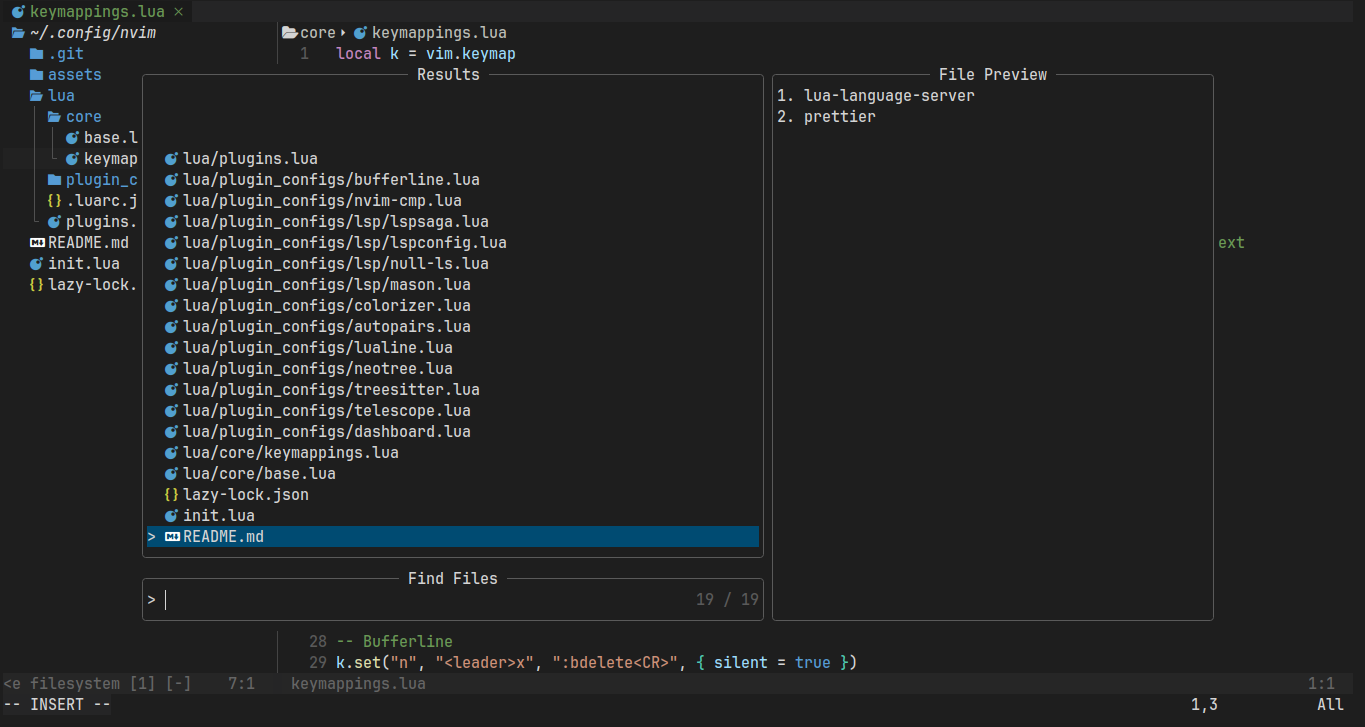 keymappings.lua ×
~/.config/nvim
.git
assets
lua
core
base.l
keymap
plugin_c
{} .luarc.j
plugins.
README.md
init.lua
{} lazy-lock.
core keymappings.lua
1 local k = vim.keymap
Results
lua/plugins.lua
lua/plugin_configs/bufferline.lua
lua/plugin_configs/nvim-cmp.lua
lua/plugin_configs/lsp/lspsaga.lua
lua/plugin_configs/lsp/lspconfig.lua
lua/plugin_configs/lsp/null-ls.lua
lua/plugin_configs/lsp/mason.lua
lua/plugin_configs/colorizer.lua
lua/plugin_configs/autopairs.lua
lua/plugin_configs/lualine.lua
lua/plugin_configs/neotree.lua
lua/plugin_configs/treesitter.lua
lua/plugin_configs/telescope.lua
lua/plugin_configs/dashboard.lua
lua/core/keymappings.lua
lua/core/base.lua
{} lazy-lock.json
init.lua
> README.md
Find Files
> 19 / 19
File Preview
1. lua-language-server
2. prettier
ext
28 -- Bufferline
29 k.set("n", "<leader>x", ":bdelete<CR>", { silent = true })
<e filesystem [1] [-] 7:1 keymappings.lua 1:1
-- INSERT -- 1,3 All